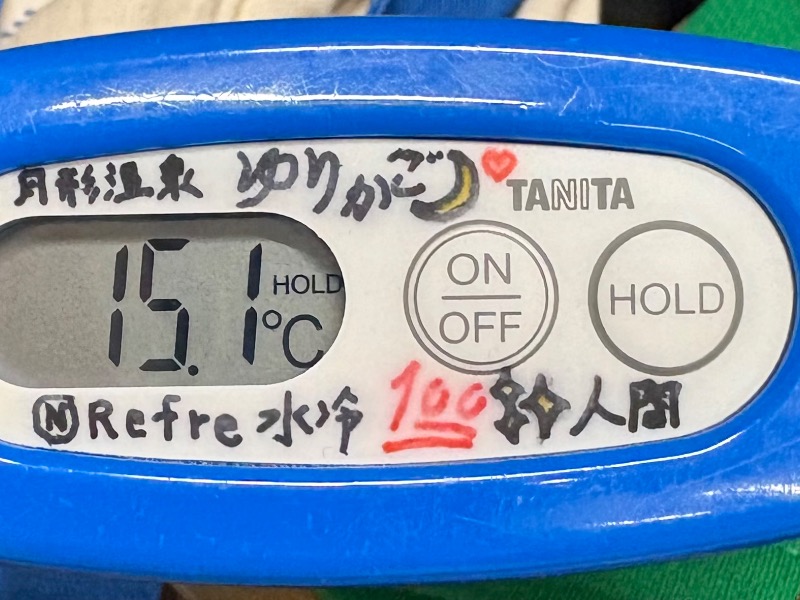 月形温泉 ゆりかご
TANITA
15.1 HOLD °C
ON
OFF
HOLD
Ⓝ Refre 水冷 100 人間